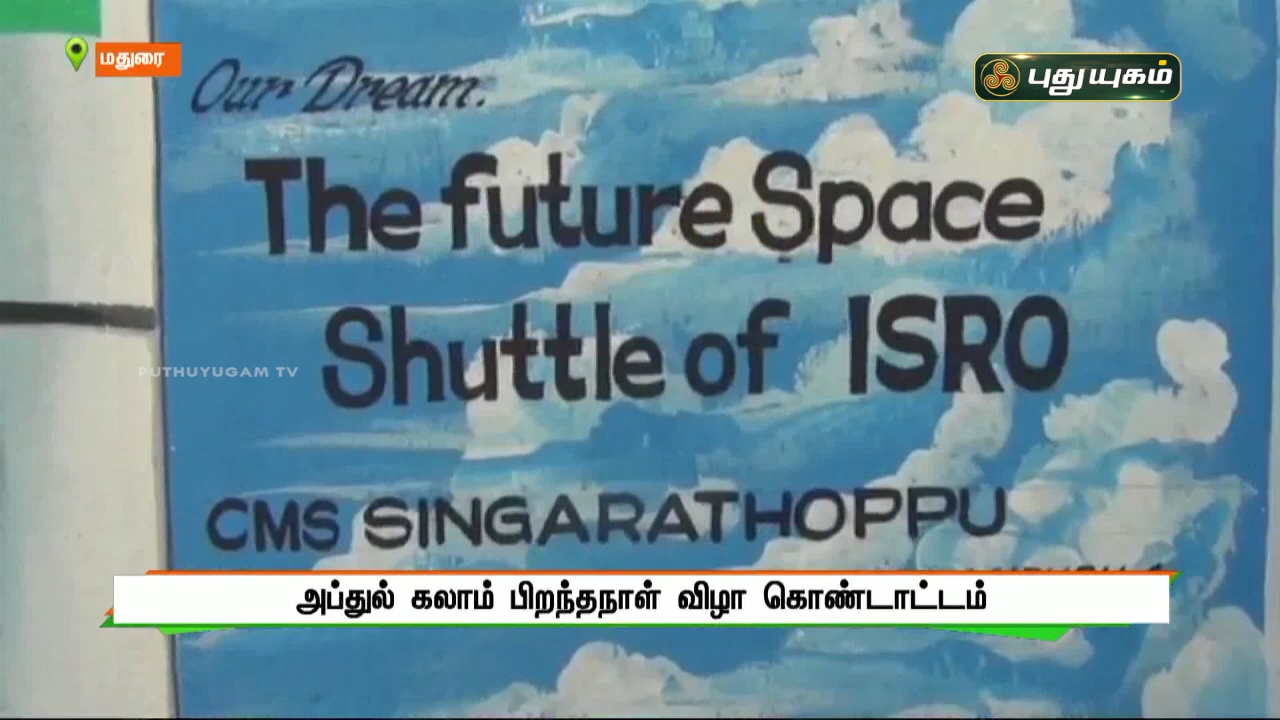 மதுரை
புதுயுகம்
Our Dream.
The future Space
Shuttle of ISRO
PUTHUYUGAM TV
CMS SINGARATHOPPU
அப்துல் கலாம் பிறந்தநாள் விழா கொண்டாட்டம்